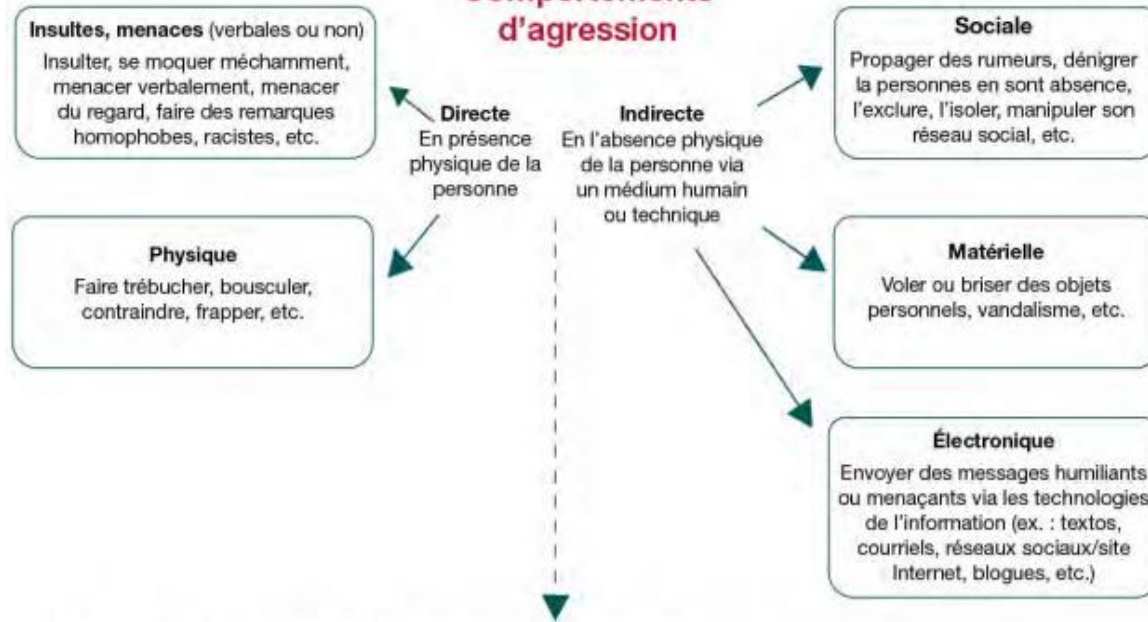 Comportements
d'agression
Insultes, menaces (verbales ou non)
Insulter, se moquer méchamment,
menacer verbalement, menacer
du regard, faire des remarques
homophobes, racistes, etc.
Directe
En présence
physique de la
personne
Physique
Faire trébucher, bousculer,
contraindre, frapper, etc.
Indirecte
En l'absence physique
de la personne via
un médium humain
ou technique
Sociale
Propager des rumeurs, dénigrer
la personnes en sont absence,
l'exclure, l'isoler, manipuler son
réseau social, etc.
Matérielle
Voler ou briser des objets
personnels, vandalisme, etc.
Électronique
Envoyer des messages humiliants
ou menaçants via les technologies
de l'information (ex. : textos,
courriels, réseaux sociaux/site
Internet, blogues, etc.)